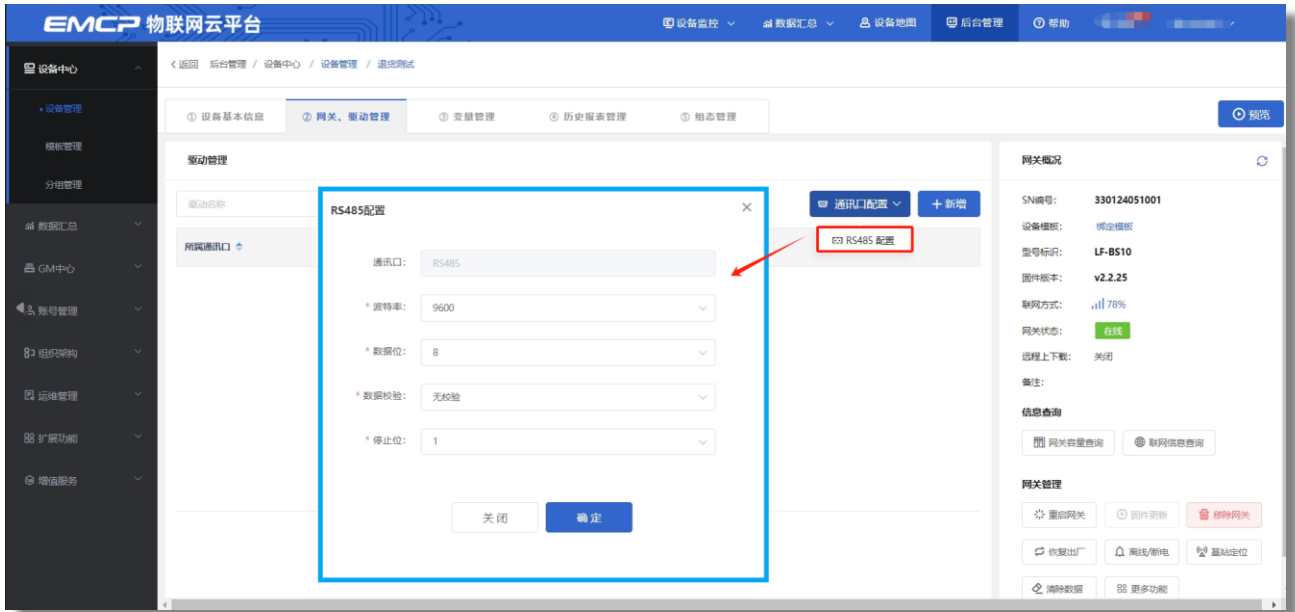 EMCP 物联网云平台
设备监控
数据汇总
设备地图
后台管理
帮助
设备中心
设备管理
模板管理
分组管理
数据汇总
GM中心
账号管理
组织架构
运维管理
扩展功能
增值服务
返回 后台管理 / 设备中心 / 设备管理 / 退货测试
① 设备基本信息
② 网关、驱动管理
③ 变量管理
④ 历史报表管理
⑤ 组态管理
预览
驱动管理
驱动名称
通讯口配置
新增
RS485 配置
所属通讯口
RS485配置
通讯口： RS485
* 波特率： 9600
* 数据位： 8
* 数据校验： 无校验
* 停止位： 1
关闭
确定
网关概况
SN编号： 330124051001
设备模板： 绑定模板
型号标识： LF-BS10
固件版本： v2.2.25
联网方式： 78%
网关状态： 在线
远程上下载： 关闭
备注：
信息查询
网关容量查询
联网信息查询
网关管理
重启网关
固件更新
移除网关
恢复出厂
离线/断电
基站定位
清除数据
更多功能